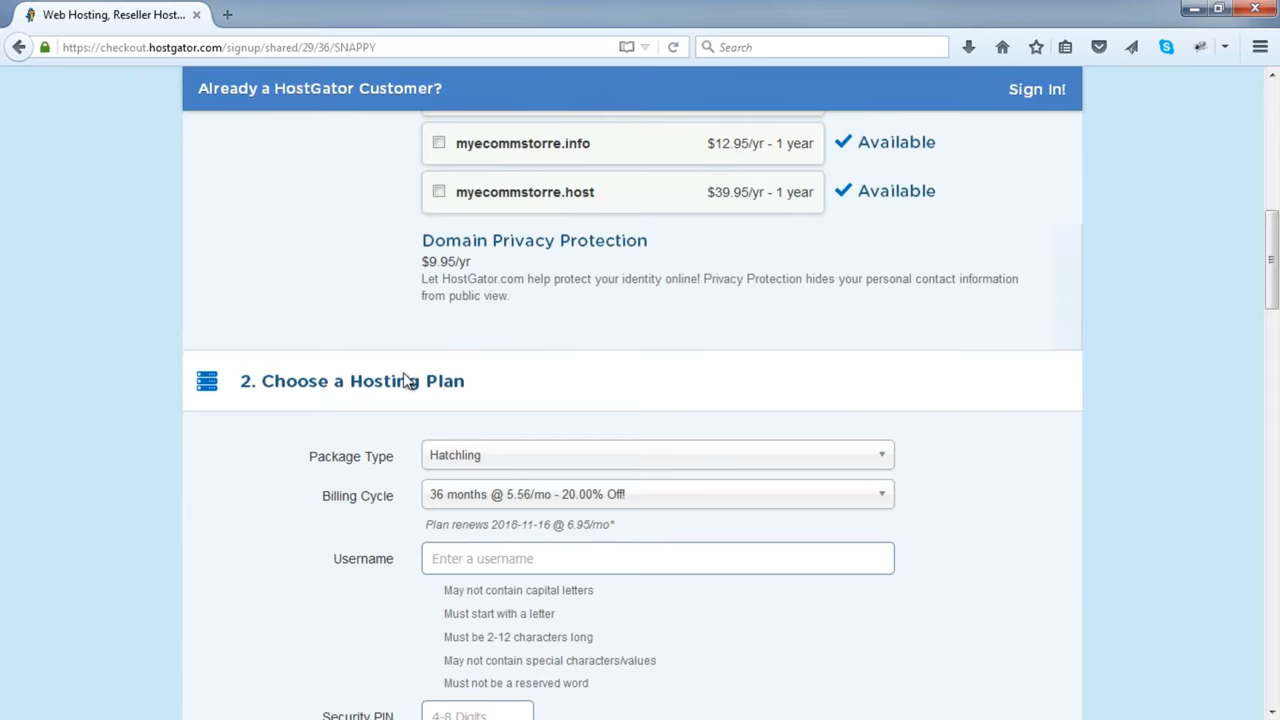 Web Hosting, Reseller Host...
https://checkout.hostgator.com/signup/shared/29/36/SNAPPY
Search
Already a HostGator Customer?
Sign In!
myecommstorre.info
$12.95/yr - 1 year
Available
myecommstorre.host
$39.95/yr - 1 year
Available
Domain Privacy Protection
$9.95/yr
Let HostGator.com help protect your identity online! Privacy Protection hides your personal contact information
from public view.
2. Choose a Hosting Plan
Package Type
Hatchling
Billing Cycle
36 months @ 5.56/mo - 20.00% Off!
Plan renews 2018-11-16 @ 6.95/mo*
Username
Enter a username
May not contain capital letters
Must start with a letter
Must be 2-12 characters long
May not contain special characters/values
Must not be a reserved word
Security PIN
4-8 Digits